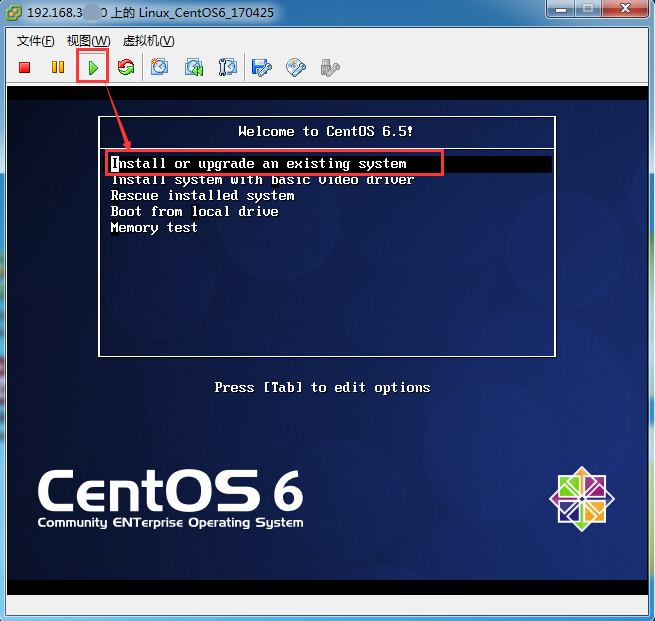 192.168.3 0 上的 Linux_CentOS6_170425
文件(F) 视图(W) 虚拟机(V)
Welcome to CentOS 6.5!
Install or upgrade an existing system
Install system with basic video driver
Rescue installed system
Boot from local drive
Memory test
Press [Tab] to edit options
CentOS 6
Community ENTerprise Operating System